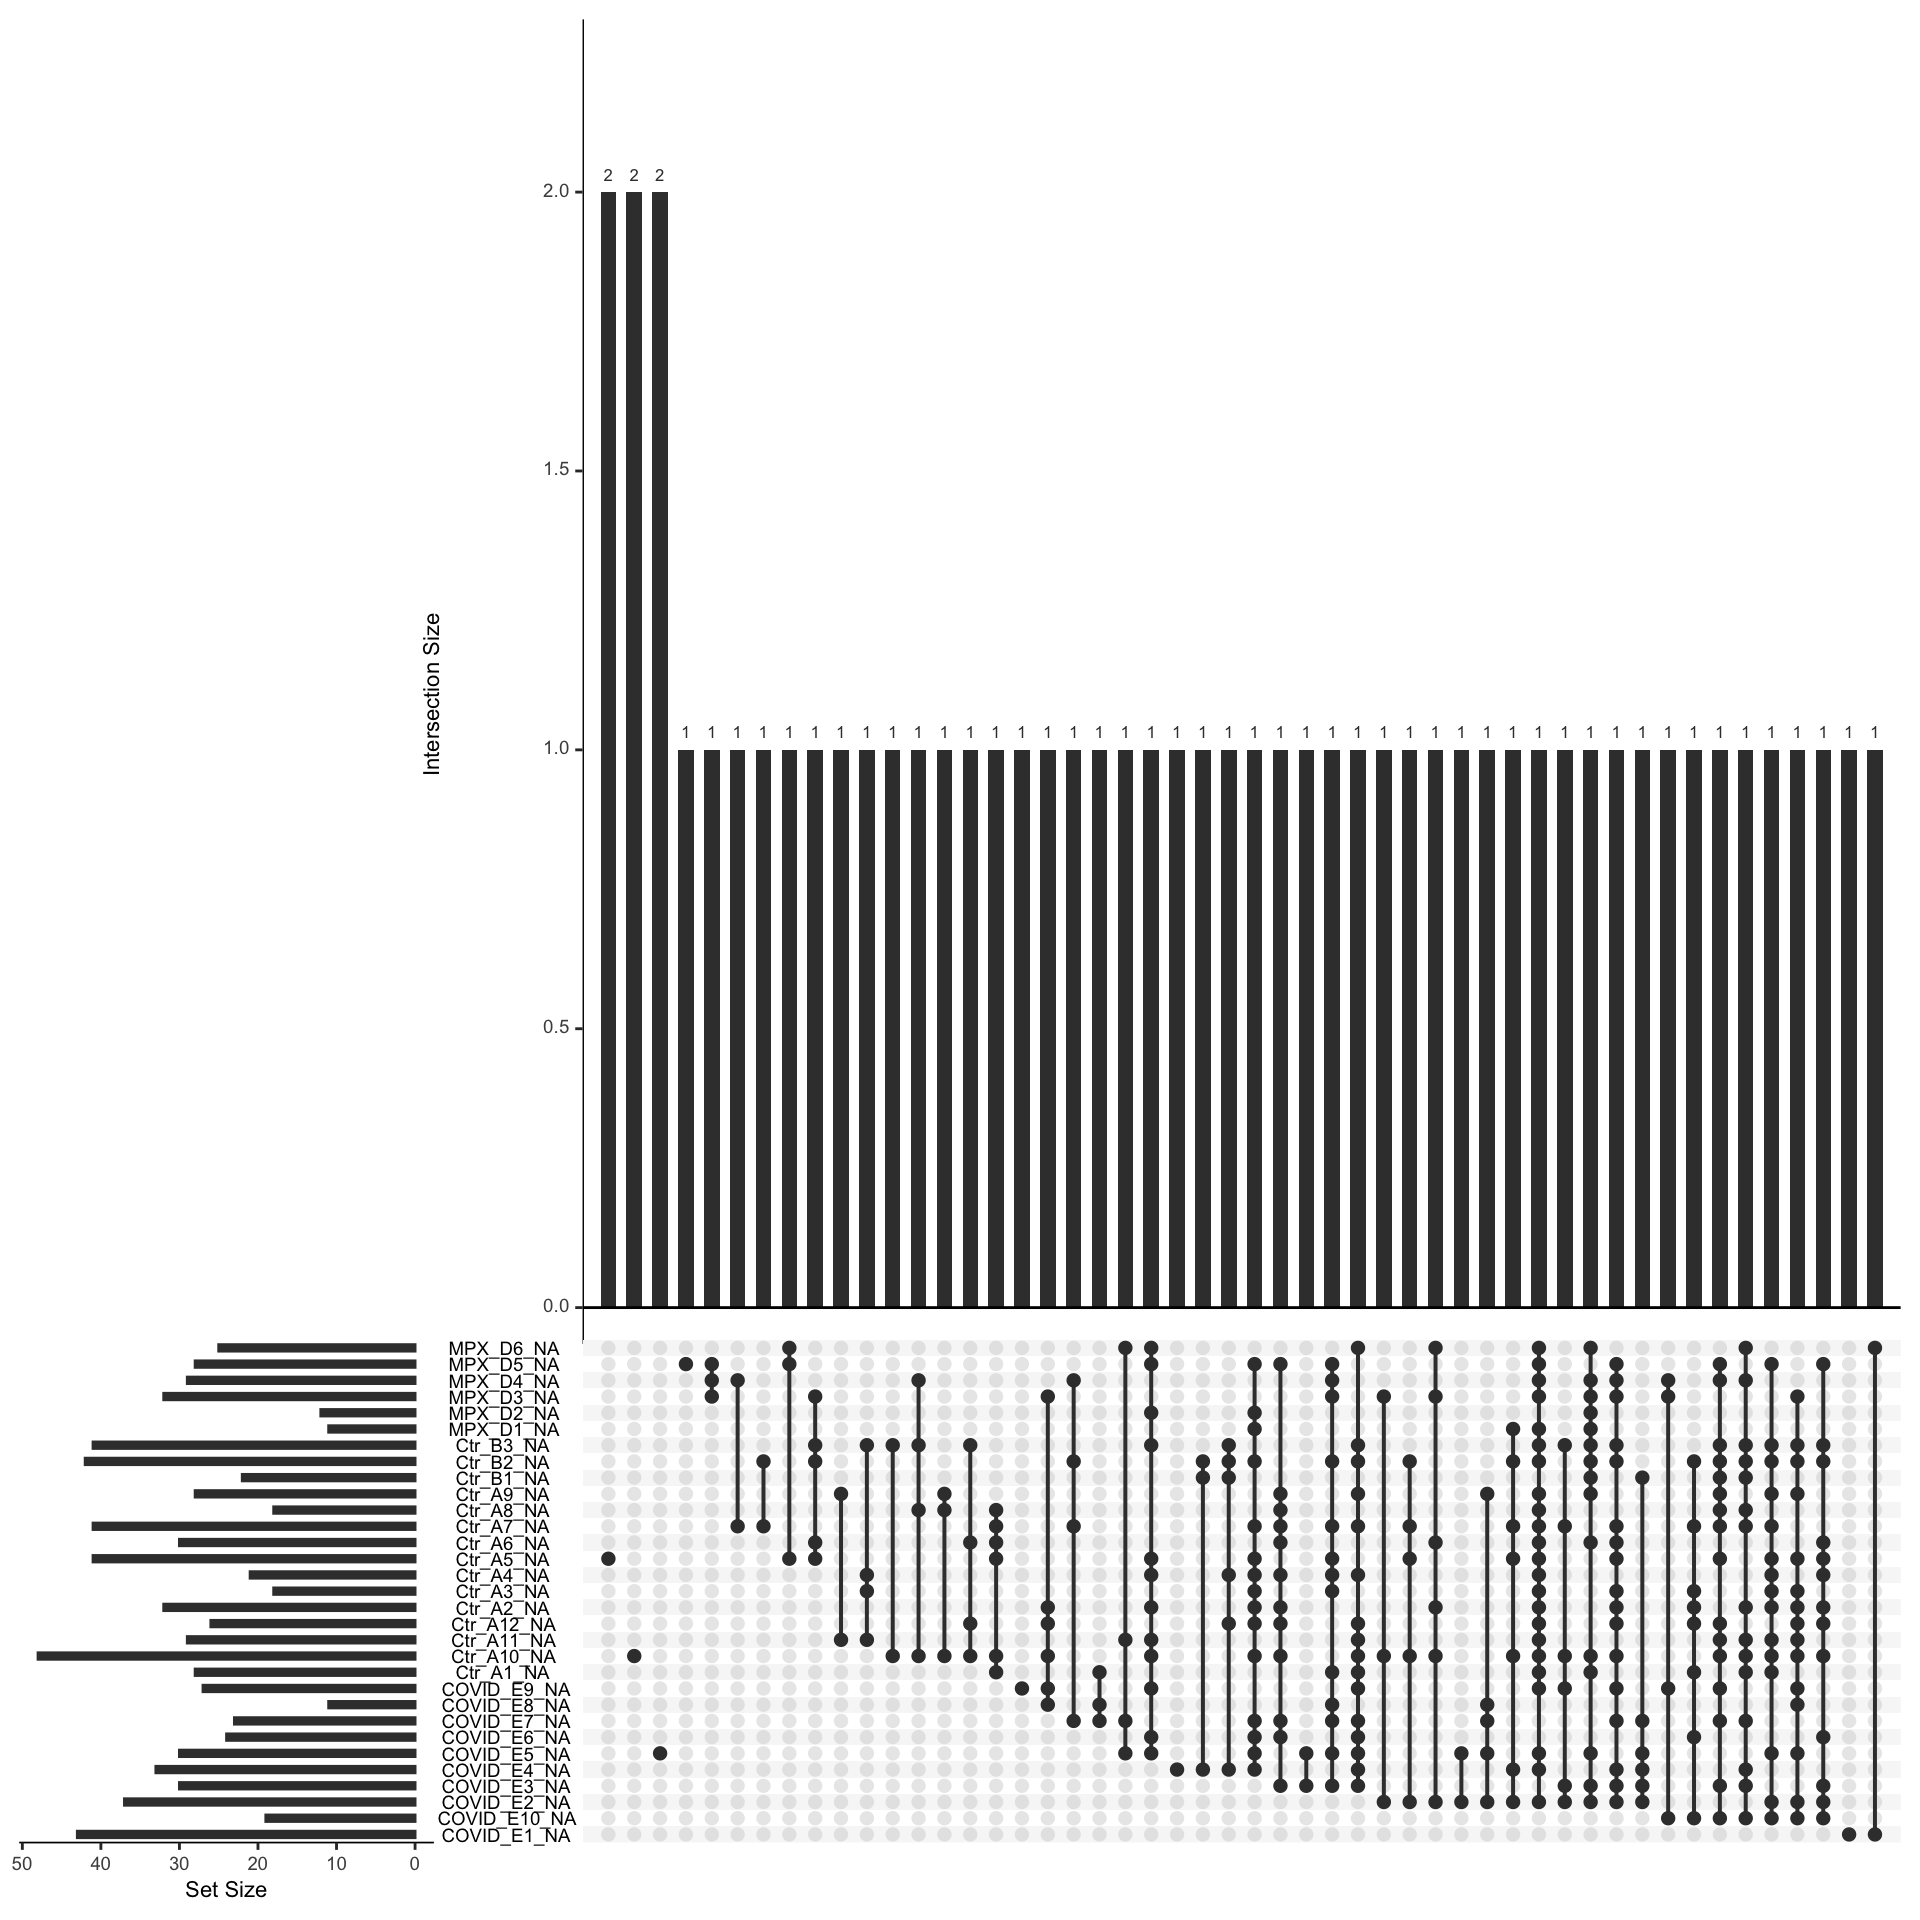 2 2 2
2.0
1.5
Intersection Size
1 1 1 1 1 1 1 1 1 1 1 1 1 1 1 1 1 1 1 1 1 1 1 1 1 1 1 1 1 1 1 1 1 1 1 1 1 1 1 1 1 1 1 1 1 1 1
1.0
0.5
0.0
MPX_D6_NA
MPX_D5_NA
MPX_D4_NA
MPX_D3_NA
MPX_D2_NA
MPX_D1_NA
Ctr_B3_NA
Ctr_B2_NA
Ctr_B1_NA
Ctr_A9_NA
Ctr_A8_NA
Ctr_A7_NA
Ctr_A6_NA
Ctr_A5_NA
Ctr_A4_NA
Ctr_A3_NA
Ctr_A2_NA
Ctr_A12_NA
Ctr_A11_NA
Ctr_A10_NA
Ctr_A1_NA
COVID_E9_NA
COVID_E8_NA
COVID_E7_NA
COVID_E6_NA
COVID_E5_NA
COVID_E4_NA
COVID_E3_NA
COVID_E2_NA
COVID_E10_NA
COVID_E1_NA
50 40 30 20 10 0
Set Size